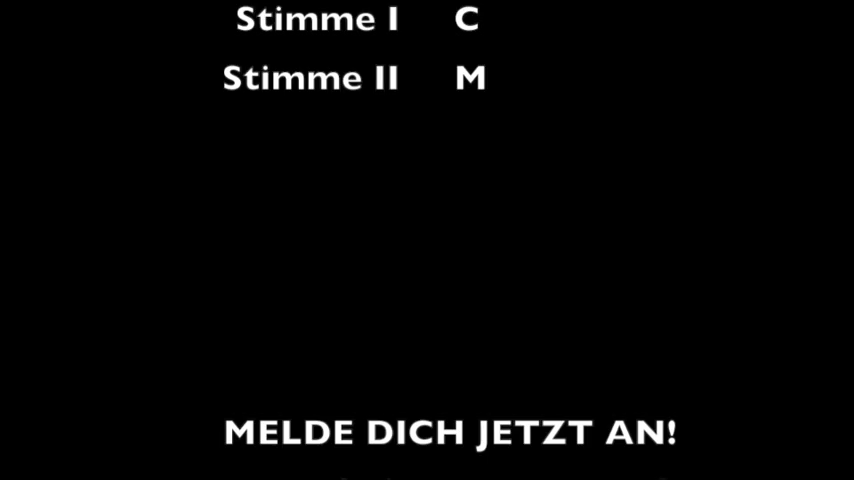 Stimme I C
Stimme II M
MELDE DICH JETZT AN!